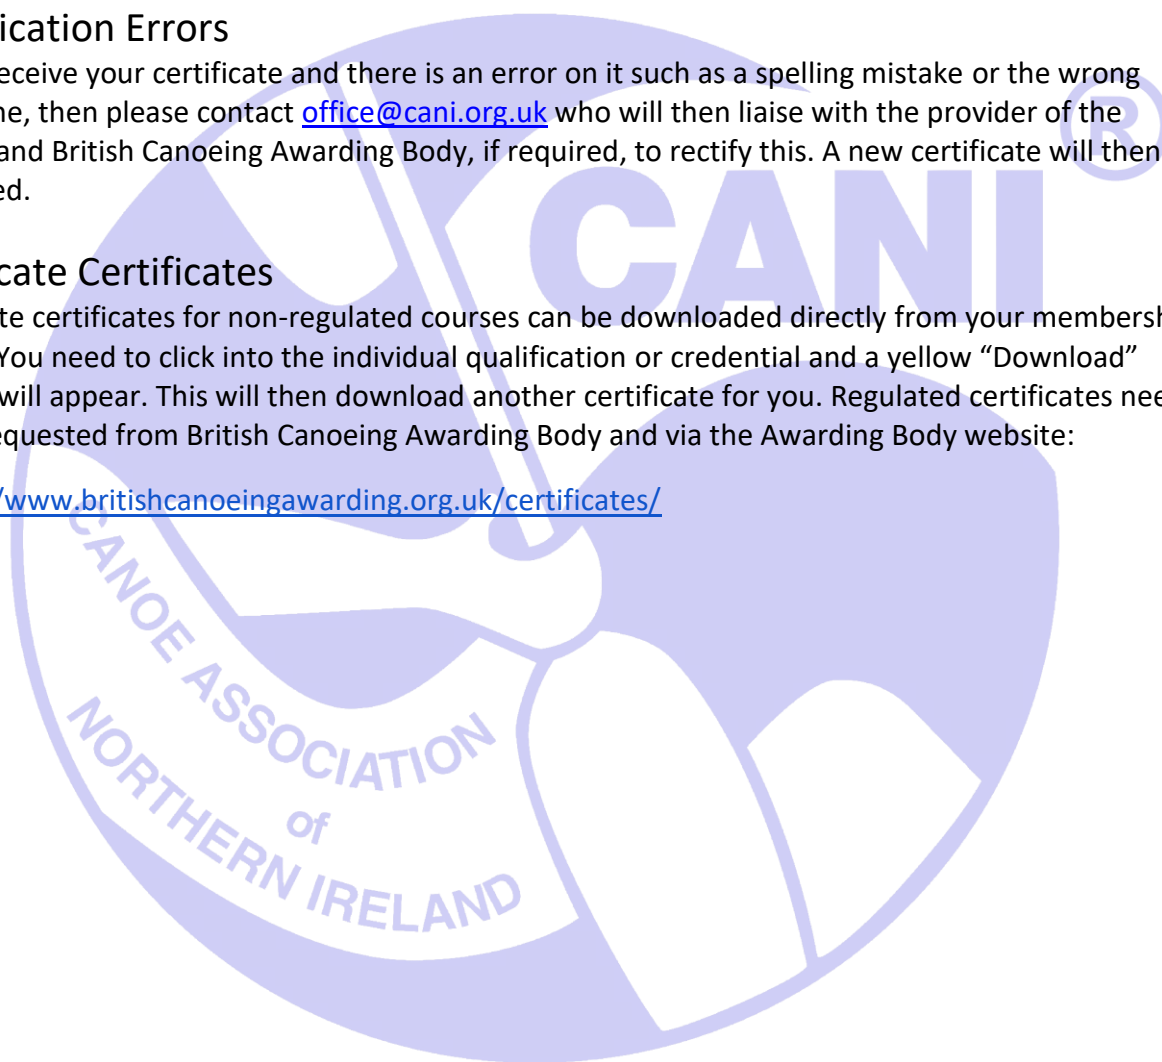 ication Errors
eceive your certificate and there is an error on it such as a spelling mistake or the wrong
ne, then please contact office@cani.org.uk who will then liaise with the provider of the
and British Canoeing Awarding Body, if required, to rectify this. A new certificate will then
ed.
cate Certificates
te certificates for non-regulated courses can be downloaded directly from your membersh
You need to click into the individual qualification or credential and a yellow “Download”
will appear. This will then download another certificate for you. Regulated certificates nee
equested from British Canoeing Awarding Body and via the Awarding Body website:
/www.britishcanoeingawarding.org.uk/certificates/
CANI®
CANOE ASSOCIATION
of
NORTHERN IRELAND